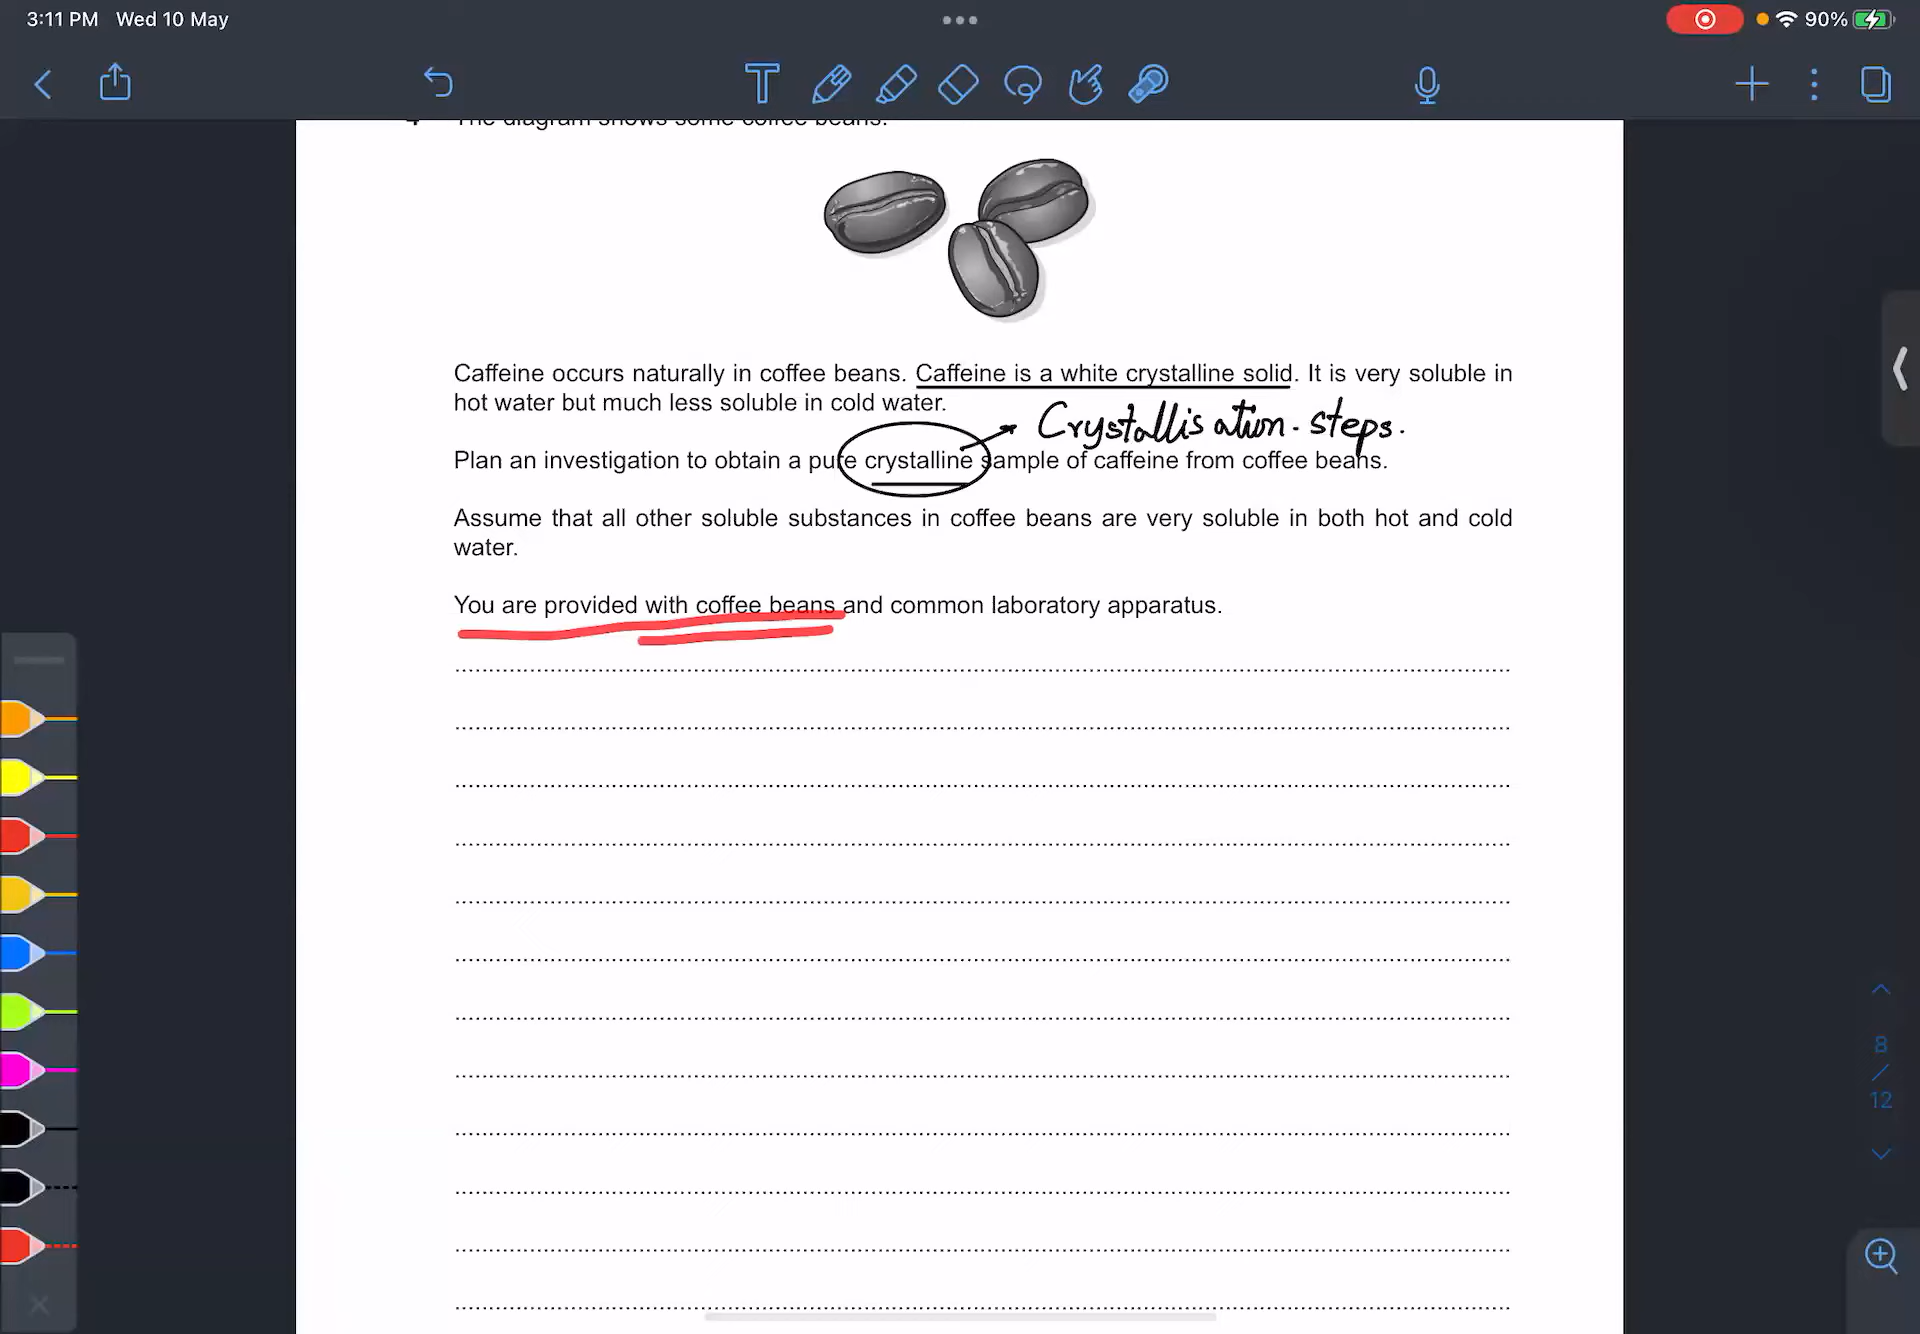 3:11 PM Wed 10 May
90%
The diagram shows some coffee beans.
Caffeine occurs naturally in coffee beans. Caffeine is a white crystalline solid. It is very soluble in
hot water but much less soluble in cold water.
Crystallisation. steps.
Plan an investigation to obtain a pure crystalline sample of caffeine from coffee beans.
Assume that all other soluble substances in coffee beans are very soluble in both hot and cold
water.
You are provided with coffee beans and common laboratory apparatus.
8
/
12